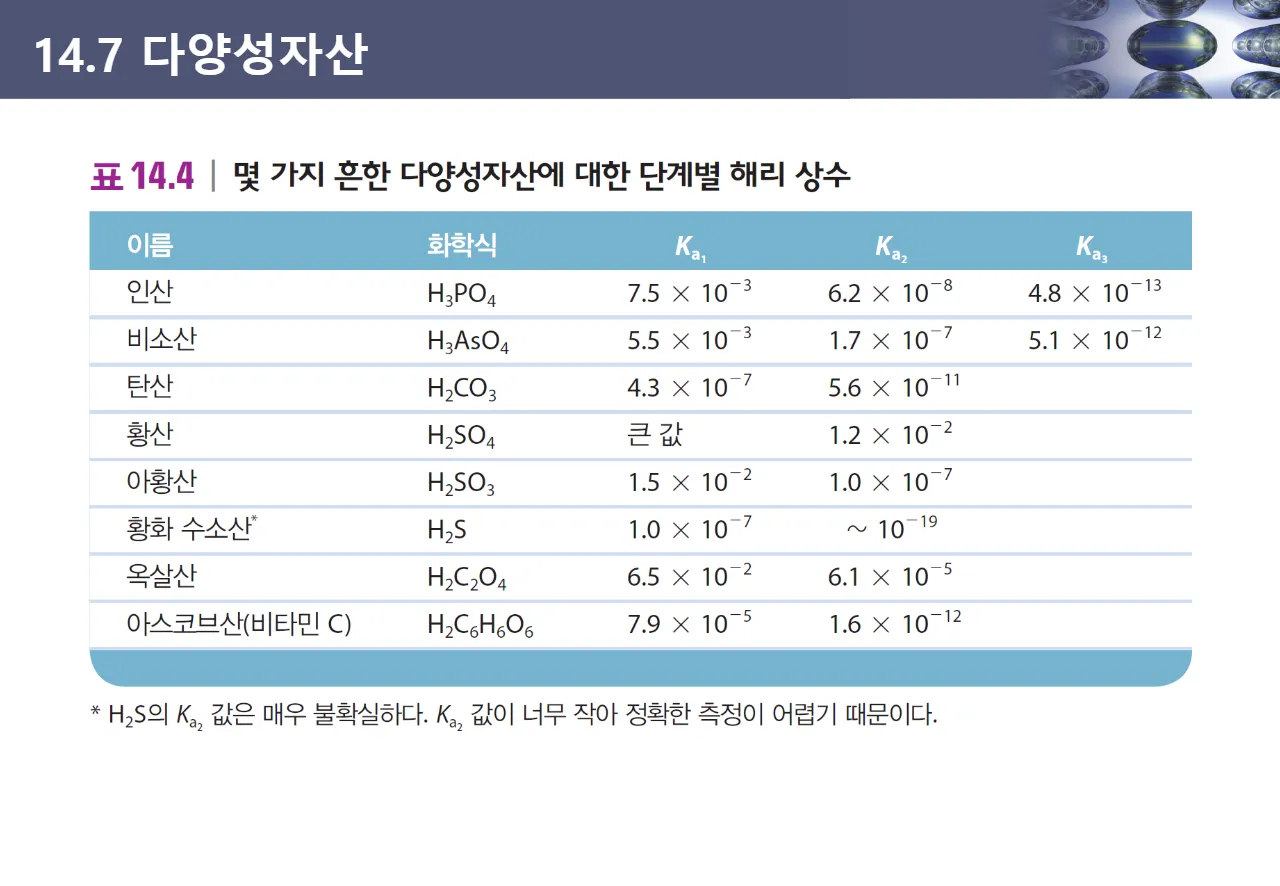 14.7 다양성자산
표 14.4 | 몇 가지 흔한 다양성자산에 대한 단계별 해리 상수
이름 화학식 Ka₁ Ka₂ Ka₃
인산 H₃PO₄ 7.5 × 10⁻³ 6.2 × 10⁻⁸ 4.8 × 10⁻¹³
비소산 H₃AsO₄ 5.5 × 10⁻³ 1.7 × 10⁻⁷ 5.1 × 10⁻¹²
탄산 H₂CO₃ 4.3 × 10⁻⁷ 5.6 × 10⁻¹¹
황산 H₂SO₄ 큰 값 1.2 × 10⁻²
아황산 H₂SO₃ 1.5 × 10⁻² 1.0 × 10⁻⁷
황화 수소산* H₂S 1.0 × 10⁻⁷ ~ 10⁻¹⁹
옥살산 H₂C₂O₄ 6.5 × 10⁻² 6.1 × 10⁻⁵
아스코브산(비타민 C) H₂C₆H₆O₆ 7.9 × 10⁻⁵ 1.6 × 10⁻¹²
* H₂S의 Ka₂ 값은 매우 불확실하다. Ka₂ 값이 너무 작아 정확한 측정이 어렵기 때문이다.